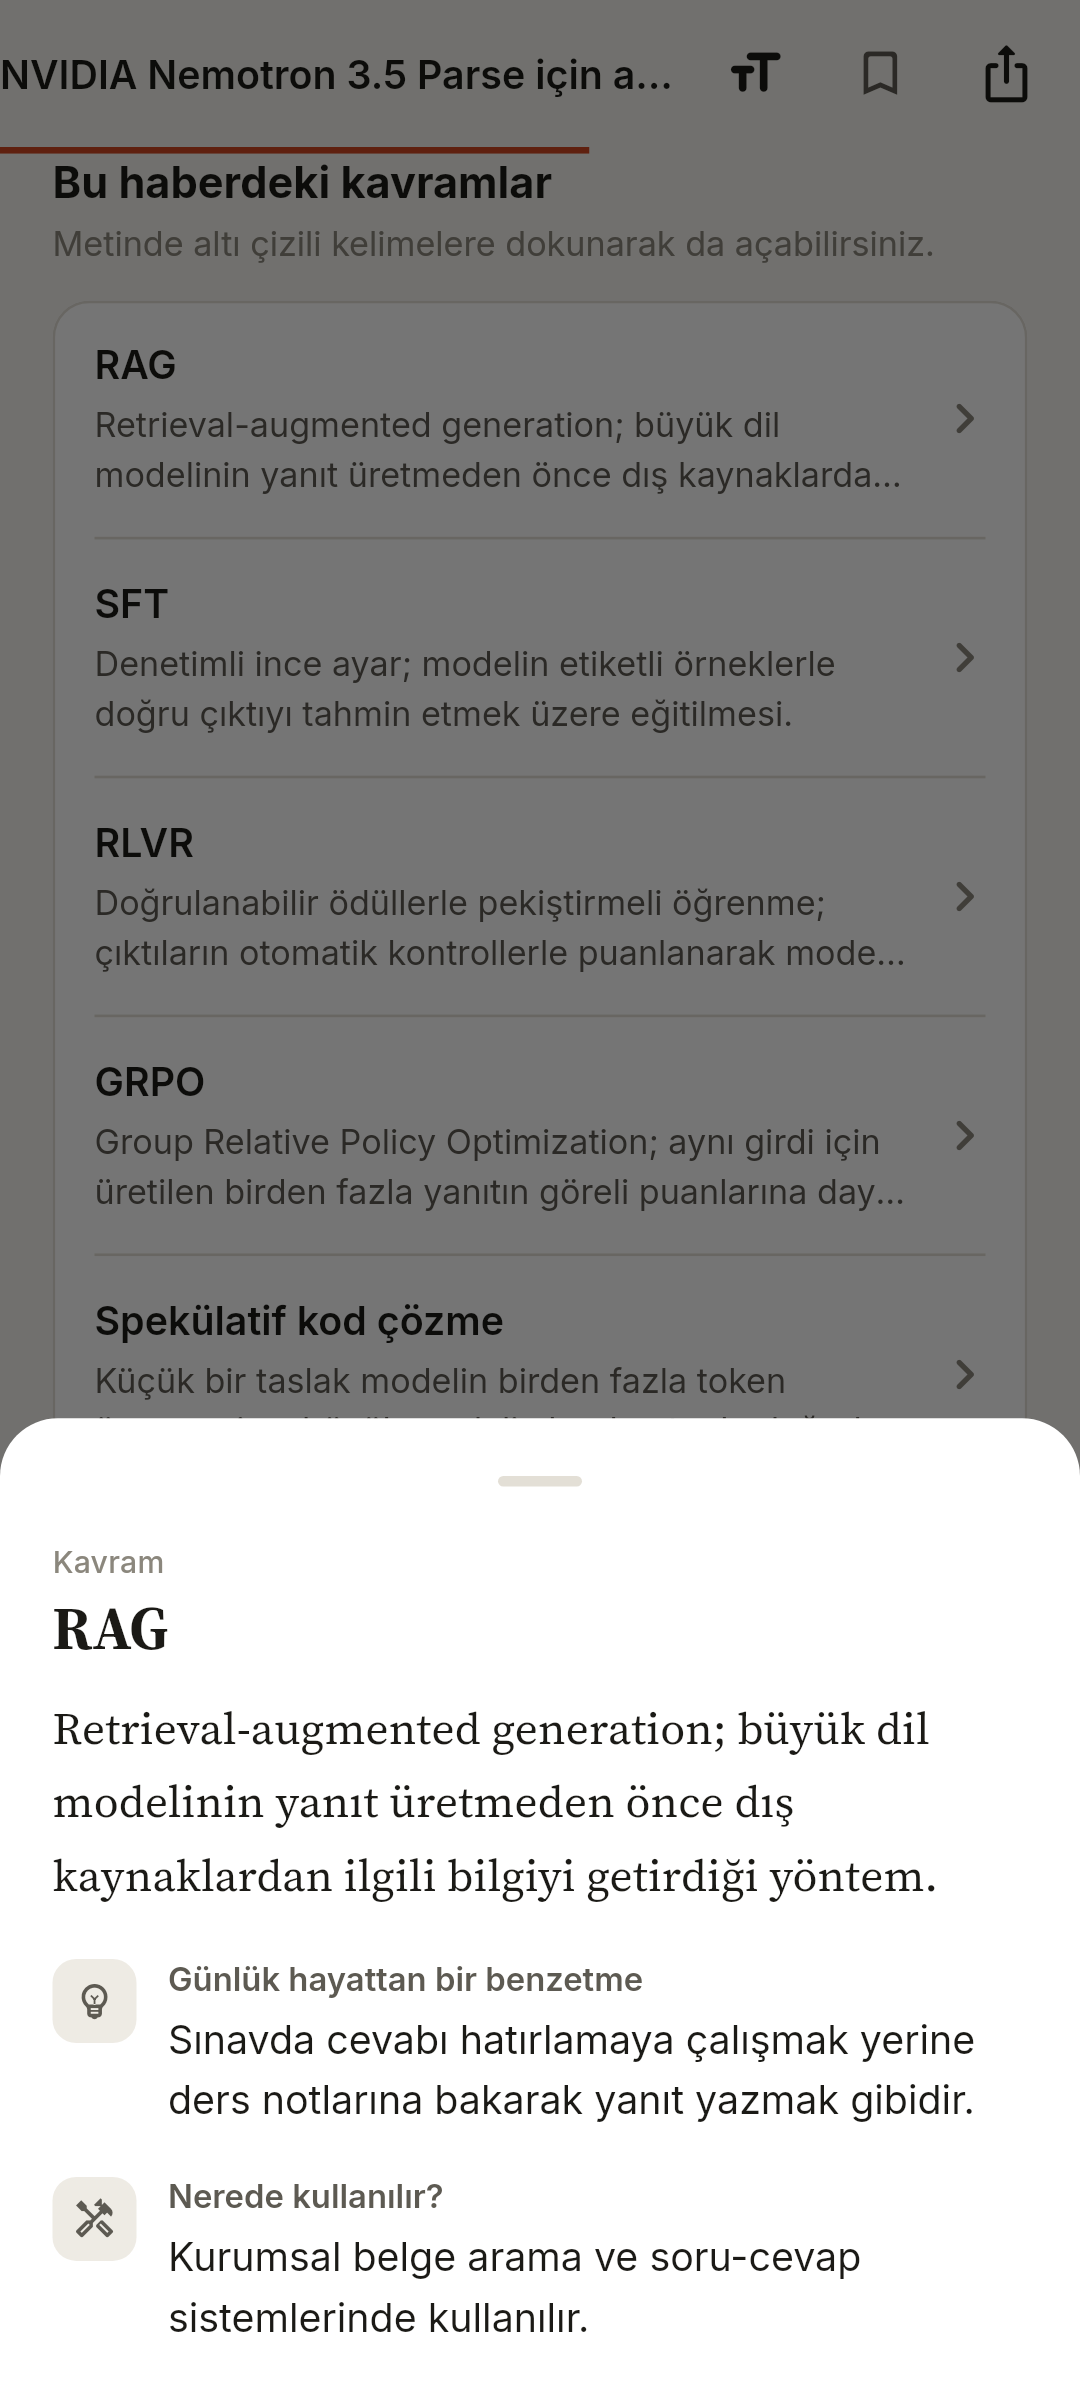 NVIDIA Nemotron 3.5 Parse için a...
Bu haberdeki kavramlar
Metinde altı çizili kelimelere dokunarak da açabilirsiniz.
RAG
Retrieval-augmented generation; büyük dil
modelinin yanıt üretmeden önce dış kaynaklarda...
SFT
Denetimli ince ayar; modelin etiketli örneklerle
doğru çıktıyı tahmin etmek üzere eğitilmesi.
RLVR
Doğrulanabilir ödüllerle pekiştirmeli öğrenme;
çıktıların otomatik kontrollerle puanlanarak mode...
GRPO
Group Relative Policy Optimization; aynı girdi için
üretilen birden fazla yanıtın göreli puanlarına day...
Spekülatif kod çözme
Küçük bir taslak modelin birden fazla token
Kavram
RAG
Retrieval-augmented generation; büyük dil
modelinin yanıt üretmeden önce dış
kaynaklardan ilgili bilgiyi getirdiği yöntem.
Günlük hayattan bir benzetme
Sınavda cevabı hatırlamaya çalışmak yerine
ders notlarına bakarak yanıt yazmak gibidir.
Nerede kullanılır?
Kurumsal belge arama ve soru-cevap
sistemlerinde kullanılır.